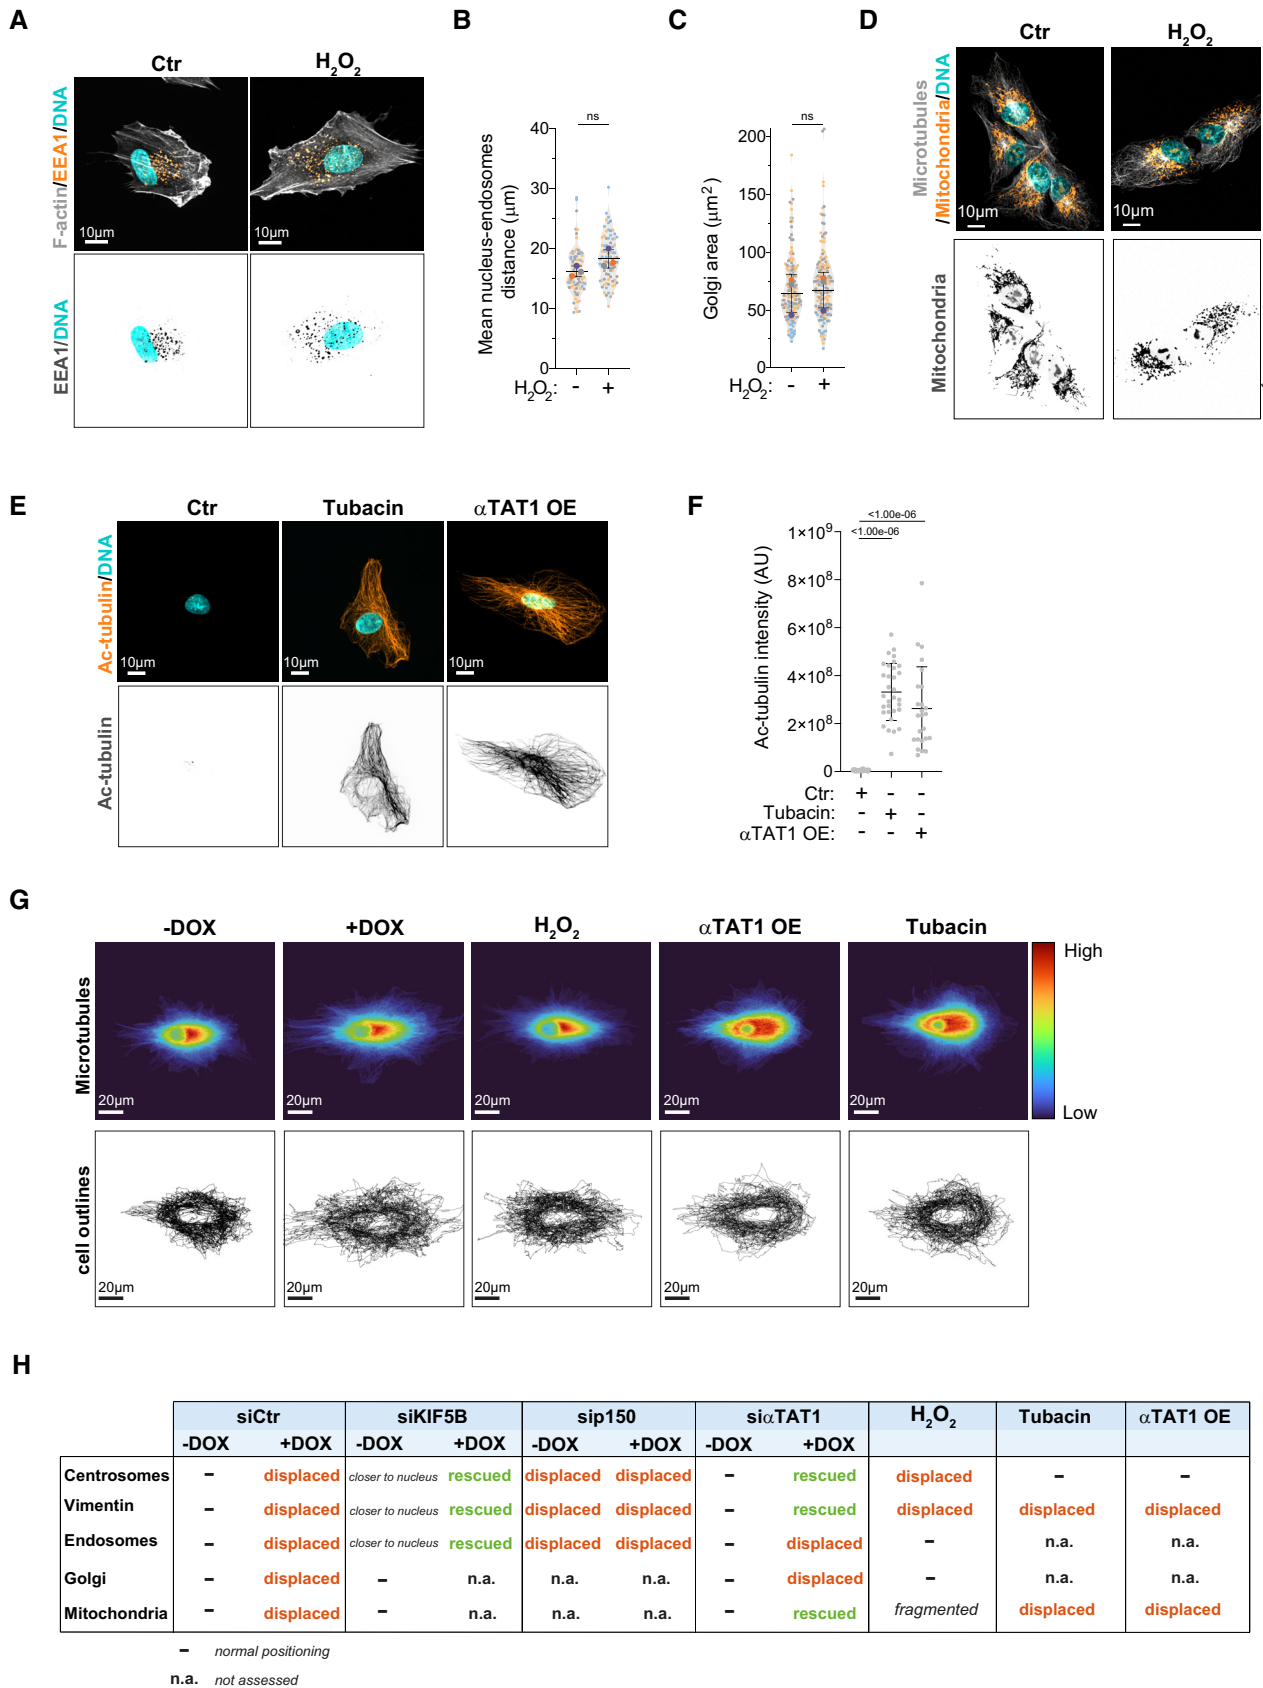 A
Ctr
H2O2
F-actin/EEA1/DNA
10µm
10µm
EEA1/DNA
B
ns
Mean nucleus-endosomes
distance (µm)
40
30
20
10
0
H2O2: - +
C
ns
Golgi area (µm2)
200
150
100
50
0
H2O2: - +
D
Ctr
H2O2
Microtubules
/Mitochondria/DNA
10µm
10µm
Mitochondria
E
Ctr
Tubacin
αTAT1 OE
Ac-tubulin/DNA
10µm
10µm
10µm
Ac-tubulin
F
<1.00e-06
<1.00e-06
Ac-tubulin intensity (AU)
1×10^9
8×10^8
6×10^8
4×10^8
2×10^8
0
Ctr: + - -
Tubacin: - + -
αTAT1 OE: - - +
G
-DOX
+DOX
H2O2
αTAT1 OE
Tubacin
Microtubules
20µm
20µm
20µm
20µm
20µm
High
Low
cell outlines
20µm
20µm
20µm
20µm
20µm
H
siCtr siKIF5B sip150 siαTAT1 H2O2 Tubacin αTAT1 OE
-DOX +DOX -DOX +DOX -DOX +DOX -DOX +DOX
Centrosomes - displaced closer to nucleus rescued displaced displaced - rescued displaced - -
Vimentin - displaced closer to nucleus rescued displaced displaced - rescued displaced displaced displaced
Endosomes - displaced closer to nucleus rescued displaced displaced - displaced - n.a. n.a.
Golgi - displaced - n.a. n.a. n.a. - displaced - n.a. n.a.
Mitochondria - displaced - n.a. n.a. n.a. - rescued fragmented displaced displaced
- normal positioning
n.a. not assessed